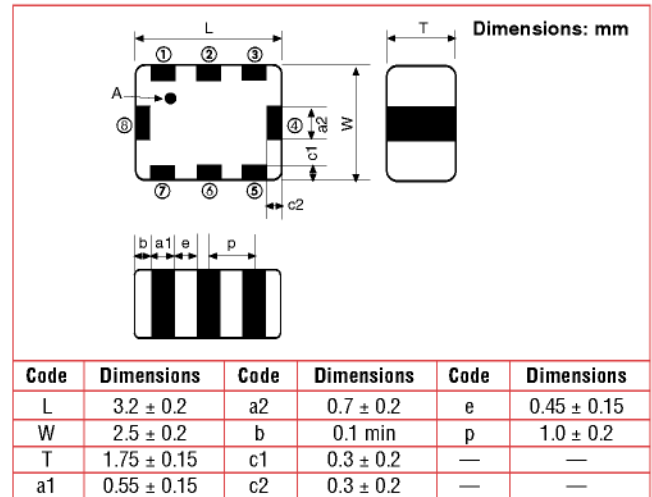 L
T
Dimensions: mm
① ② ③
A
⑧
④
a2
W
c1
⑦ ⑥ ⑤
c2
b a1 e p
Code Dimensions Code Dimensions Code Dimensions
L 3.2 ± 0.2 a2 0.7 ± 0.2 e 0.45 ± 0.15
W 2.5 ± 0.2 b 0.1 min p 1.0 ± 0.2
T 1.75 ± 0.15 c1 0.3 ± 0.2 — —
a1 0.55 ± 0.15 c2 0.3 ± 0.2 — —